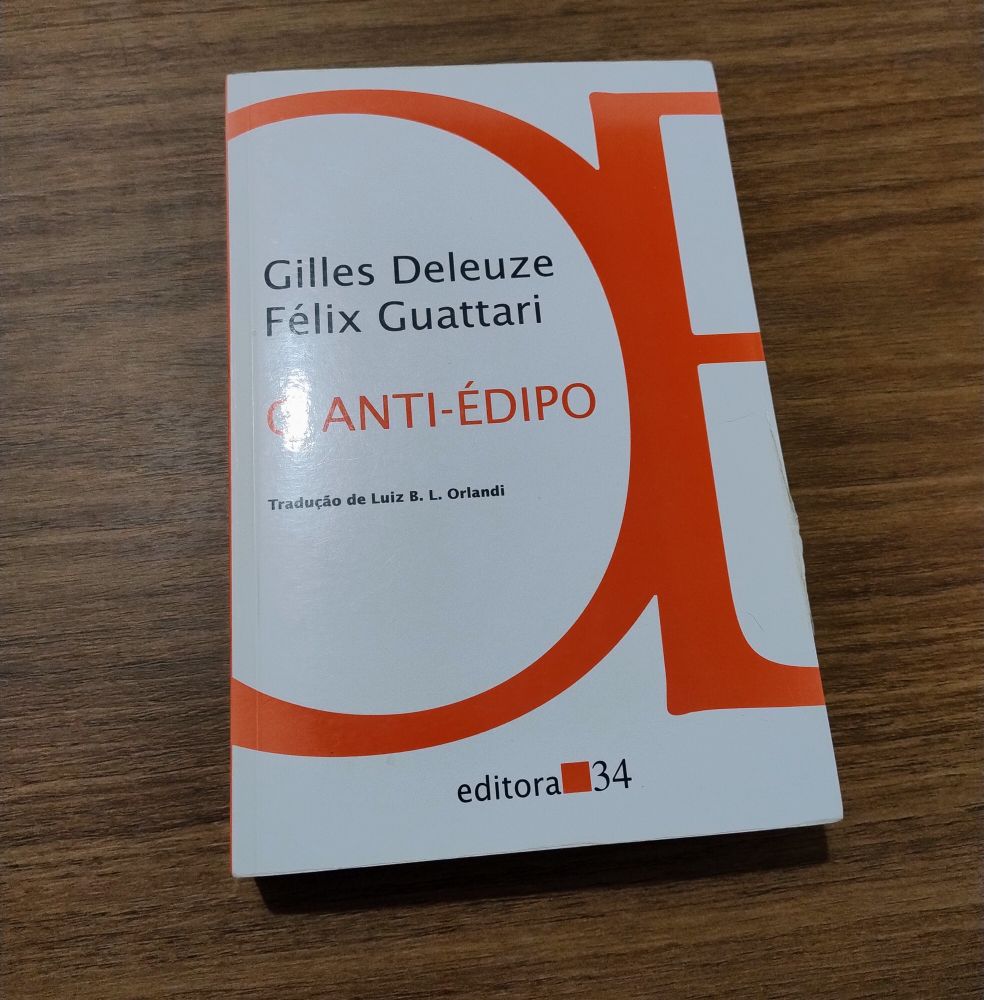 Gilles Deleuze
Félix Guattari
O ANTI-ÉDIPO
Tradução de Luiz B. L. Orlandi
editora 34